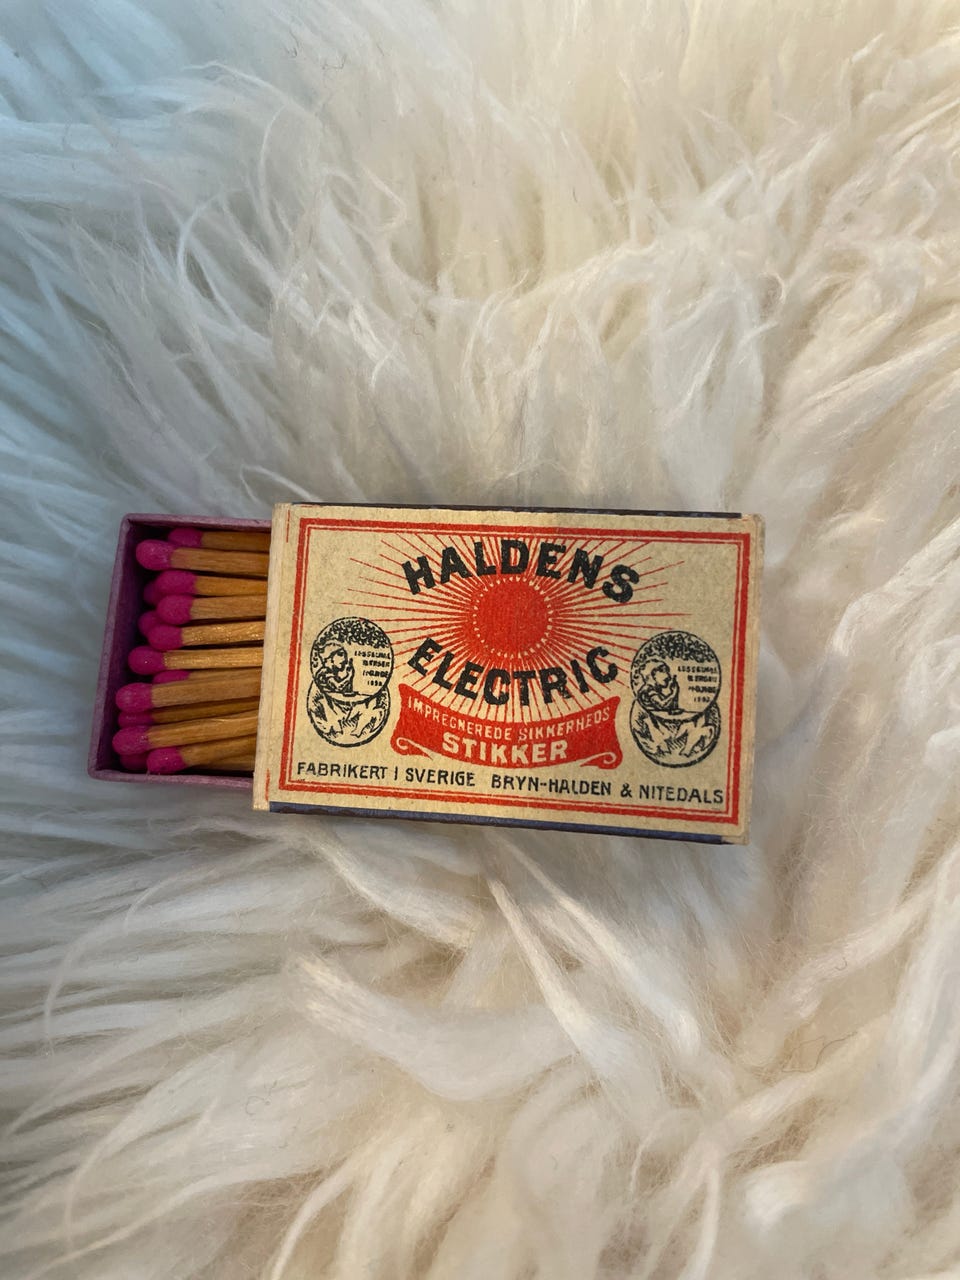 HALDENS
ELECTRIC
IMPREGNEREDE SIKKERHEDS
STIKKER
FABRIKERT I SVERIGE BRYN-HALDEN & NITEDALS